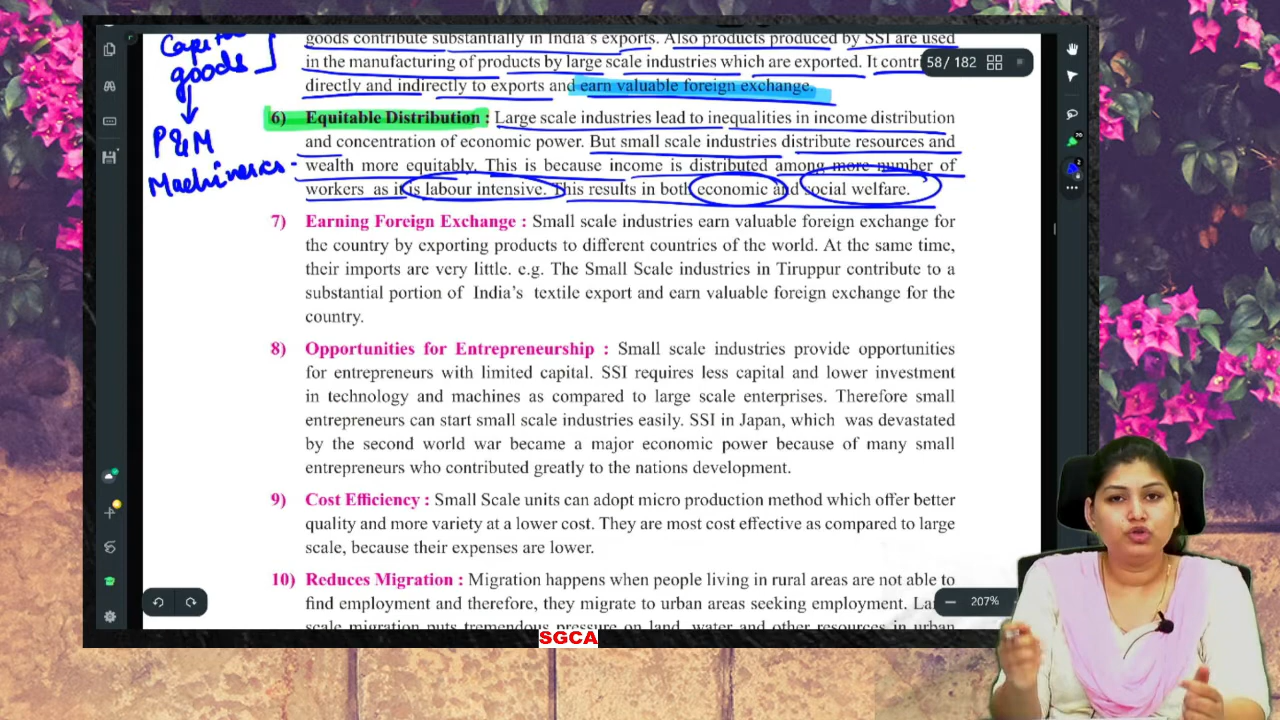 Capital
goods
P&M
Machineries
goods contribute substantially in India's exports. Also products produced by SSI are used
in the manufacturing of products by large scale industries which are exported. It contri
directly and indirectly to exports and earn valuable foreign exchange.
58 / 182
6) Equitable Distribution : Large scale industries lead to inequalities in income distribution
and concentration of economic power. But small scale industries distribute resources and
wealth more equitably. This is because income is distributed among more number of
workers as it is labour intensive. This results in both economic and social welfare.
7) Earning Foreign Exchange : Small scale industries earn valuable foreign exchange for
the country by exporting products to different countries of the world. At the same time,
their imports are very little. e.g. The Small Scale industries in Tiruppur contribute to a
substantial portion of India's textile export and earn valuable foreign exchange for the
country.
8) Opportunities for Entrepreneurship : Small scale industries provide opportunities
for entrepreneurs with limited capital. SSI requires less capital and lower investment
in technology and machines as compared to large scale enterprises. Therefore small
entrepreneurs can start small scale industries easily. SSI in Japan, which was devastated
by the second world war became a major economic power because of many small
entrepreneurs who contributed greatly to the nations development.
9) Cost Efficiency : Small Scale units can adopt micro production method which offer better
quality and more variety at a lower cost. They are most cost effective as compared to large
scale, because their expenses are lower.
10) Reduces Migration : Migration happens when people living in rural areas are not able to
find employment and therefore, they migrate to urban areas seeking employment. La
scale migration puts tremendous pressure on land, water and other resources in urban
207%
SGCA